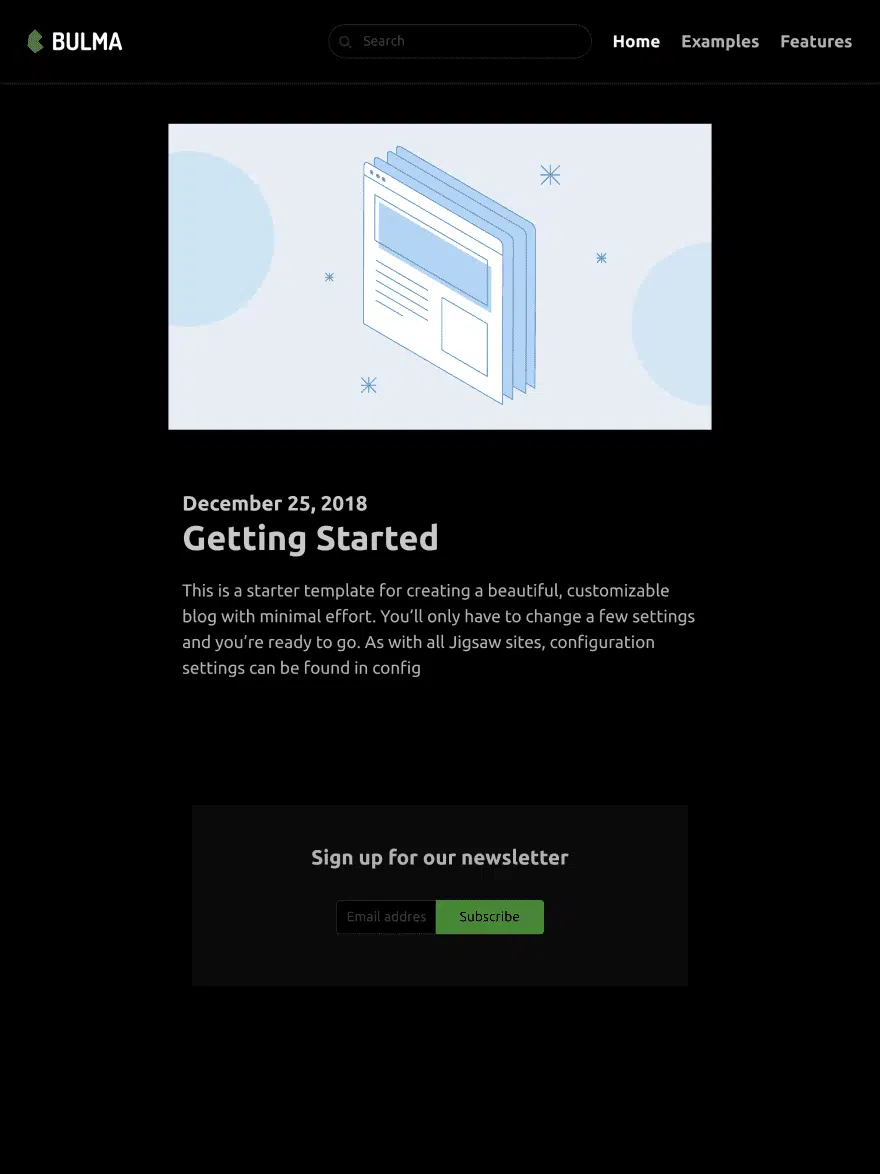 BULMA
Search
Home
Examples
Features
December 25, 2018
Getting Started
This is a starter template for creating a beautiful, customizable
blog with minimal effort. You’ll only have to change a few settings
and you’re ready to go. As with all Jigsaw sites, configuration
settings can be found in config
Sign up for our newsletter
Email addres
Subscribe